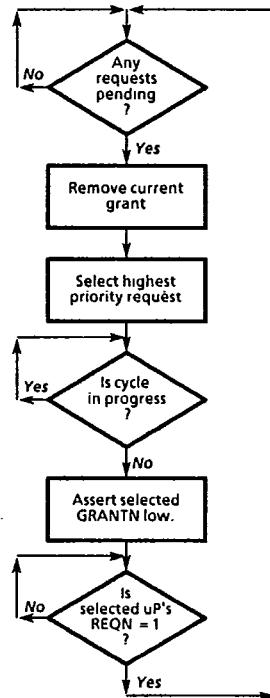 Any
requests
No
pending
?
Yes
Remove current
grant
Select highest
priority request
Is cycle
Yes
in progress
?
No
Assert selected
GRANTN low.
Is
No
selected uP's
REQN = 1
?
Yes